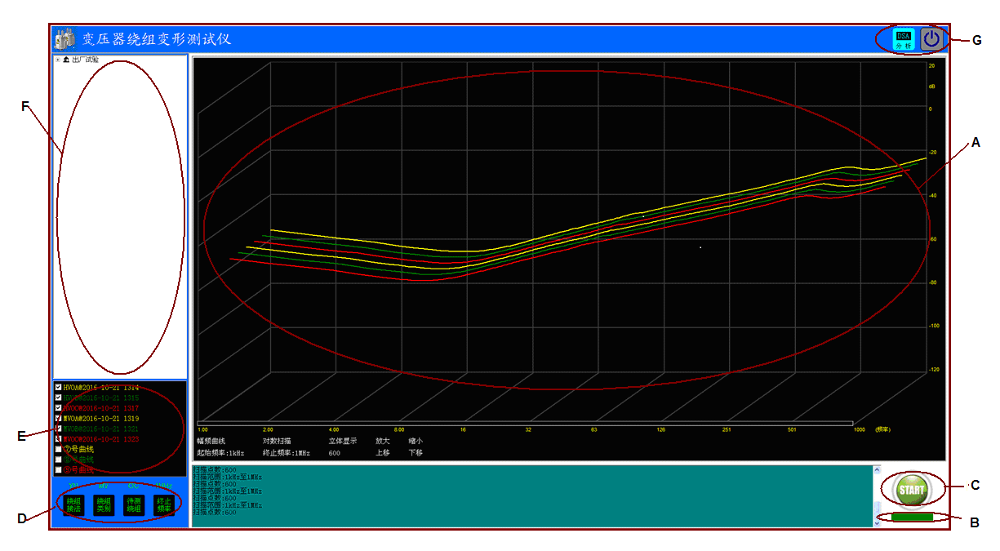 变压器绕组变形测试仪
DSA
分析
G
出厂试验
F
A
20
dB
0
-20
-40
-60
-80
-100
-120
HVOA@2016-10-21 1314
HVOC@2016-10-21 1317
MVOA@2016-10-21 1319
MVOB@2016-10-21 1321
MVOC@2016-10-21 1323
E
⑦号曲线
⑧号曲线
⑨号曲线
1.00 2.00 4.00 8.00 16 32 63 126 251 501 1000 (频率)
幅频曲线 对数扫描 立体显示 放大 缩小
起始频率:1kHz 终止频率:1MHz 600 上移 下移
扫描点数:600
扫描范围:1kHz至1MHz
扫描点数:600
扫描范围:1kHz至1MHz
扫描点数:600
扫描范围:1kHz至1MHz
扫描点数:600
YN MV OC 1MHz
绕组 绕组 待测 终止
接法 类别 绕组 频率
D
START
C
B